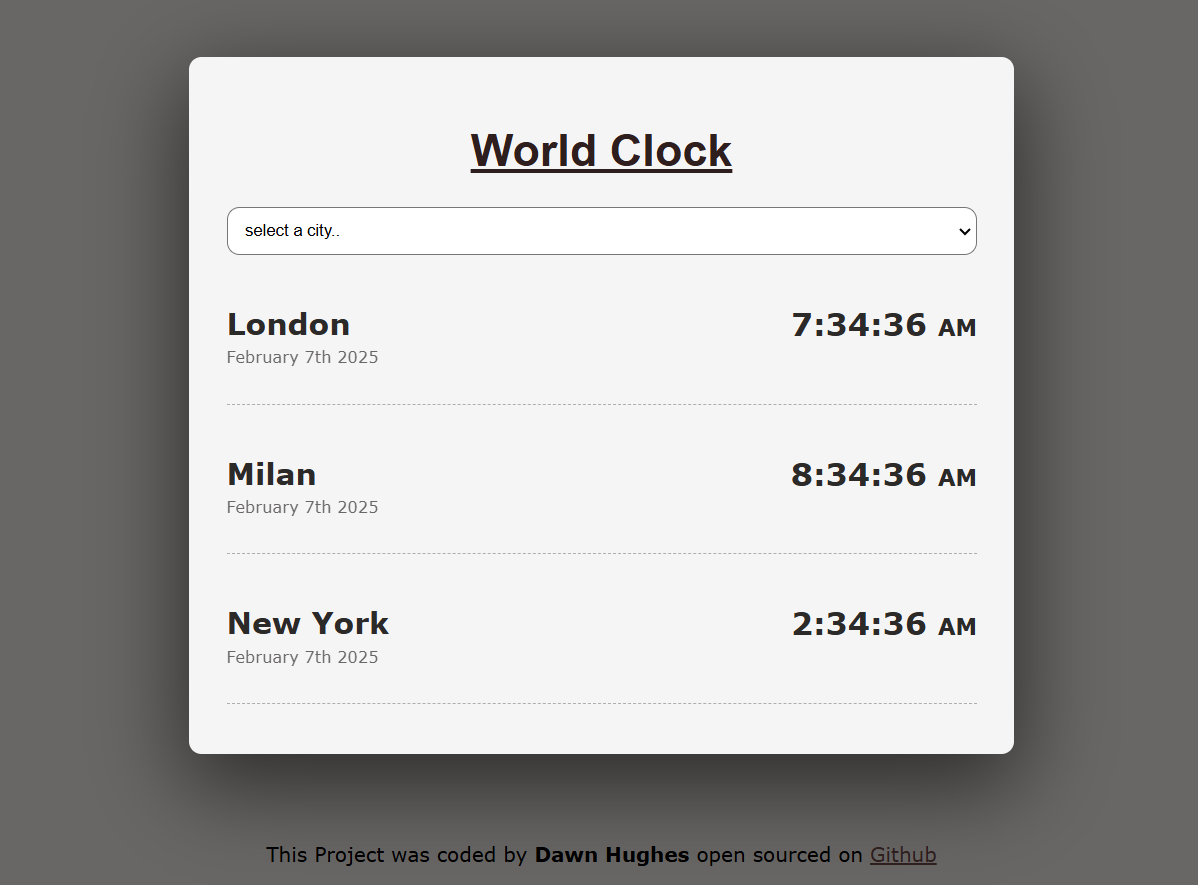 World Clock
select a city..
London 7:34:36 AM
February 7th 2025
Milan 8:34:36 AM
February 7th 2025
New York 2:34:36 AM
February 7th 2025
This Project was coded by Dawn Hughes open sourced on Github